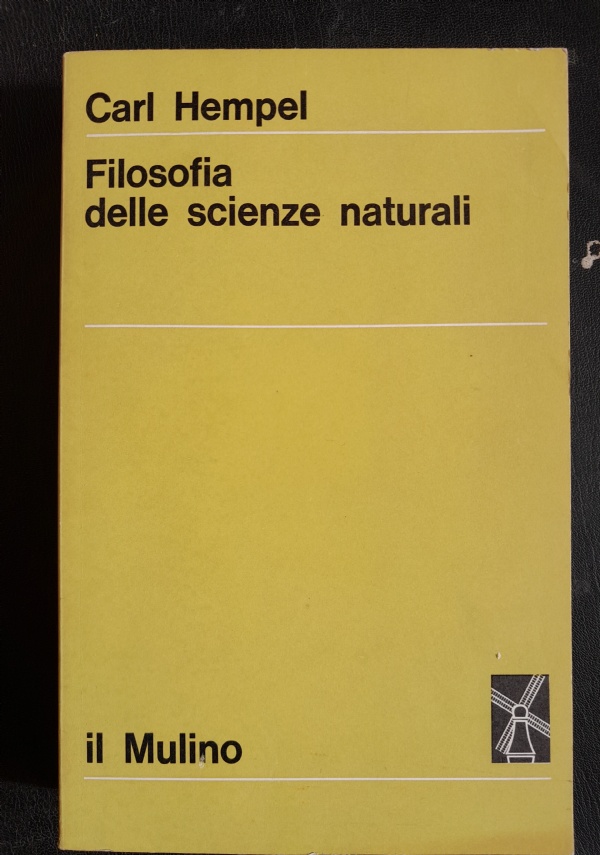 Carl Hempel
Filosofia
delle scienze naturali
il Mulino